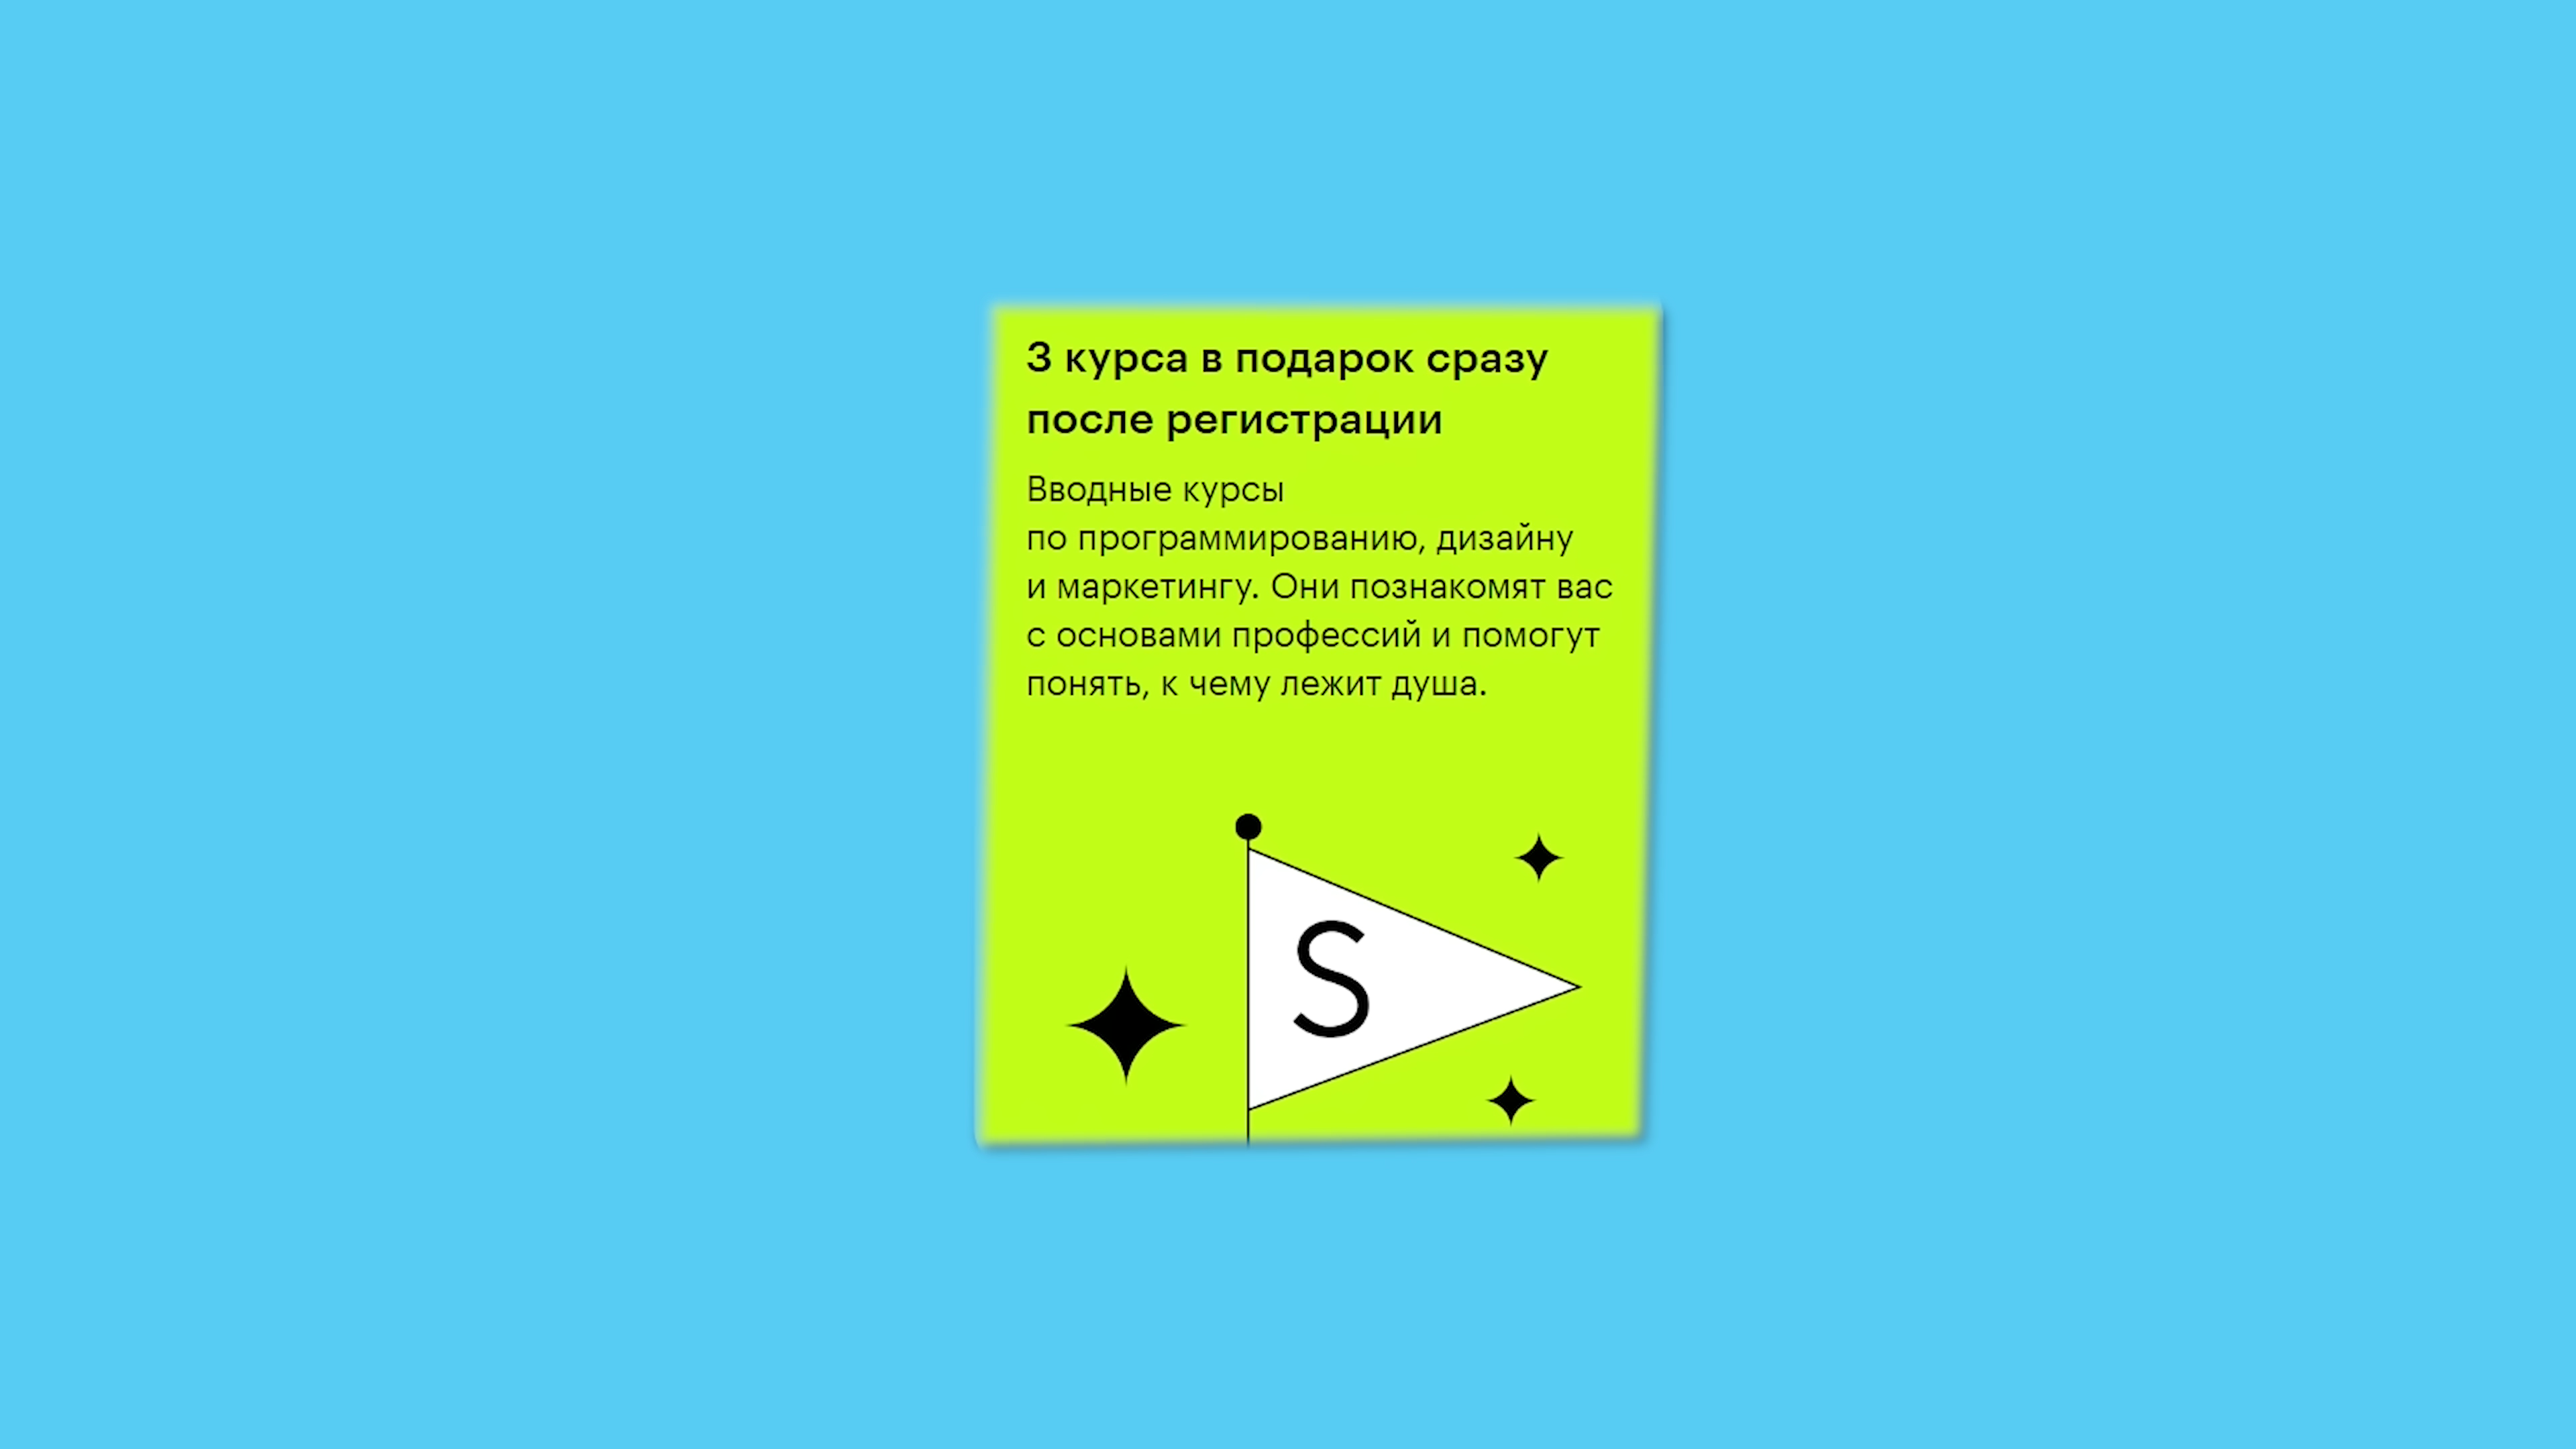 3 курса в подарок сразу
после регистрации
Вводные курсы
по программированию, дизайну
и маркетингу. Они познакомят вас
с основами профессий и помогут
понять, к чему лежит душа.
S